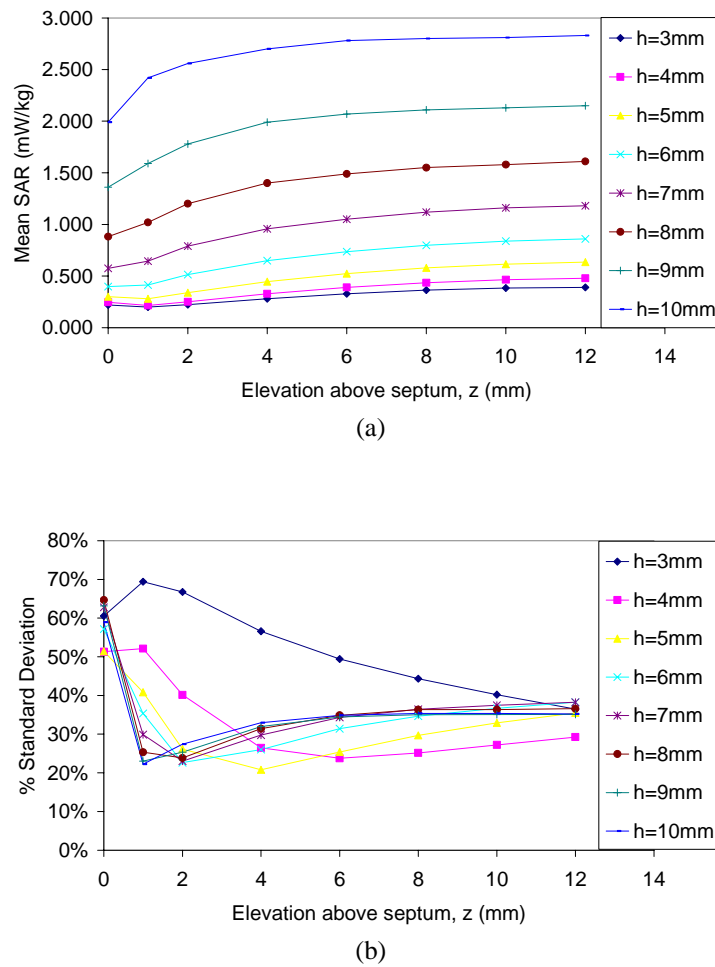 3.000
2.500
2.000
1.500
1.000
0.500
0.000
Mean SAR (mW/kg)
0 2 4 6 8 10 12 14
Elevation above septum, z (mm)
h=3mm
h=4mm
h=5mm
h=6mm
h=7mm
h=8mm
h=9mm
h=10mm
(a)
80%
70%
60%
50%
40%
30%
20%
10%
0%
% Standard Deviation
0 2 4 6 8 10 12 14
Elevation above septum, z (mm)
h=3mm
h=4mm
h=5mm
h=6mm
h=7mm
h=8mm
h=9mm
h=10mm
(b)